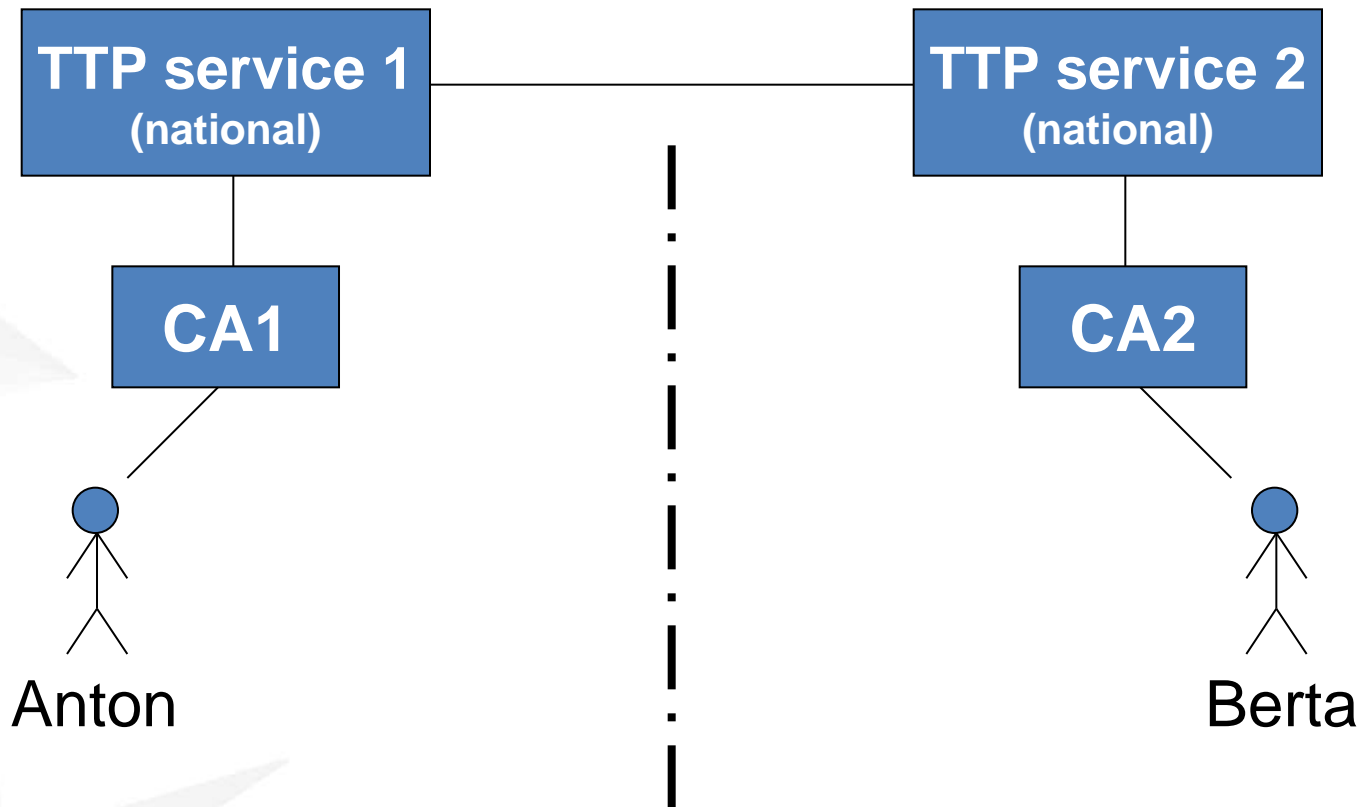 TTP service 1
(national)
TTP service 2
(national)
CA1
CA2
Anton
Berta